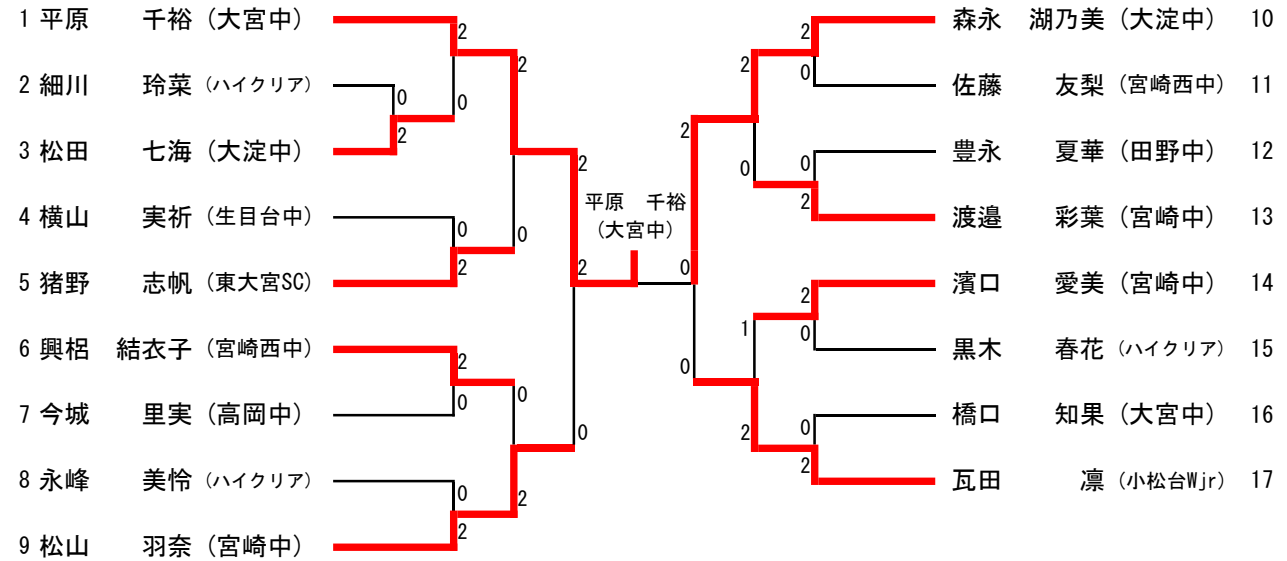 1 平原 千裕 (大宮中)
2 細川 玲菜 (ハイクリア)
3 松田 七海 (大淀中)
4 横山 実祈 (生目台中)
5 猪野 志帆 (東大宮SC)
6 興梠 結衣子 (宮崎西中)
7 今城 里実 (高岡中)
8 永峰 美怜 (ハイクリア)
9 松山 羽奈 (宮崎中)
2
0
2
0
2
0
2
2
0
0
2
2
0
0
2
2
0
平原 千裕
(大宮中)
2
0
2
0
2
0
2
0
0
2
1
2
2
0
0
2
森永 湖乃美 (大淀中) 10
佐藤 友梨 (宮崎西中) 11
豊永 夏華 (田野中) 12
渡邉 彩葉 (宮崎中) 13
濱口 愛美 (宮崎中) 14
黒木 春花 (ハイクリア) 15
橋口 知果 (大宮中) 16
瓦田 凛 (小松台Wjr) 17